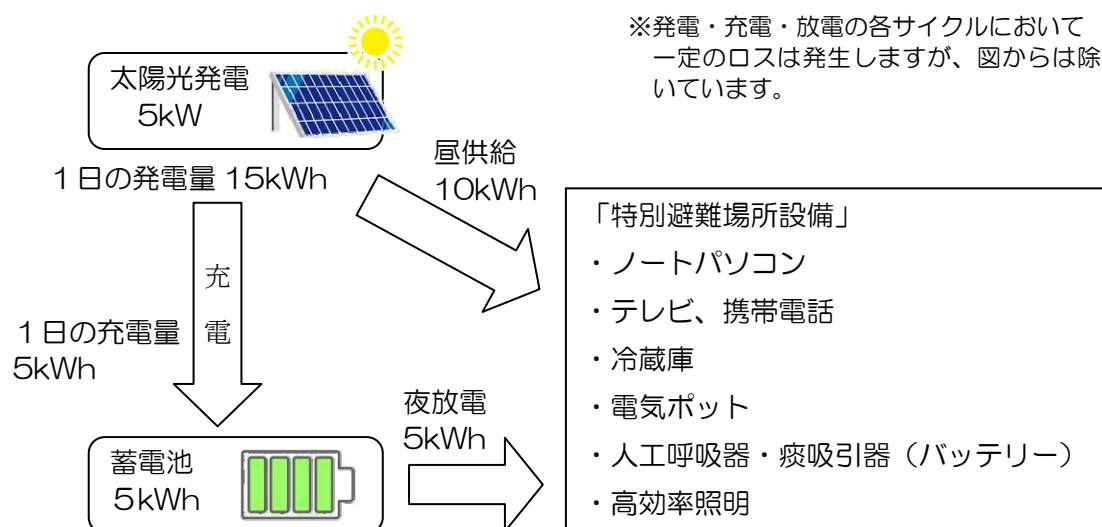 ※発電・充電・放電の各サイクルにおいて
一定のロスは発生しますが、図からは除
いています。
太陽光発電
5kW
１日の発電量 15kWh
昼供給
10kWh
充
電
１日の充電量
5kWh
蓄電池
5kWh
夜放電
5kWh
「特別避難場所設備」
・ノートパソコン
・テレビ、携帯電話
・冷蔵庫
・電気ポット
・人工呼吸器・痰吸引器（バッテリー）
・高効率照明